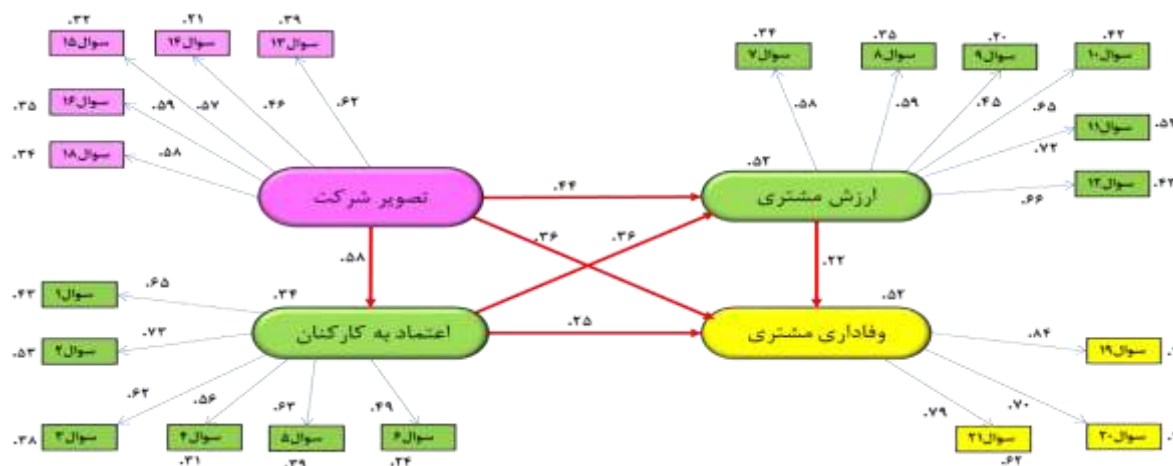 .۳۲
.۲۱
.۳۹
سوال۱۵
سوال۱۴
سوال۱۳
.۳۴
.۳۵
.۲۰
.۴۲
سوال۷
سوال۸
سوال۹
سوال۱۰
.۳۵
سوال۱۶
.۵۹
.۵۷
.۴۶
.۶۲
.۵۸
.۵۹
.۴۵
.۶۵
سوال۱۱
.۳۴
سوال۱۸
.۵۸
.۷۲
.۵۲
سوال۱۲
.۶۶
تصویر شرکت
.۴۴
ارزش مشتری
.۵۸
.۳۶
.۳۶
.۲۲
.۴۳
سوال۱
.۶۵
.۳۴
.۵۲
اعتماد به کارکنان
.۲۵
وفاداری مشتری
.۵۳
سوال۲
.۷۳
.۸۴
سوال۱۹
.۶۲
.۵۶
.۶۳
.۴۹
.۷۹
.۷۰
.۳۸
سوال۳
سوال۴
سوال۵
سوال۶
سوال۲۱
سوال۲۰
.۳۱
.۳۹
.۲۴
.۶۲